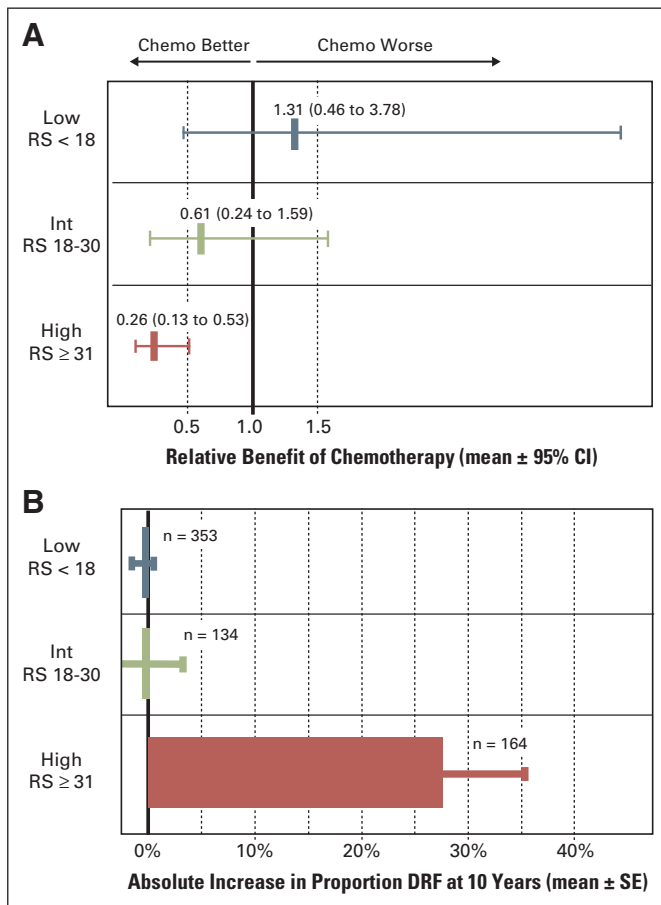 A
Chemo Better
Chemo Worse
Low
RS < 18
1.31 (0.46 to 3.78)
Int
RS 18-30
0.61 (0.24 to 1.59)
High
RS ≥ 31
0.26 (0.13 to 0.53)
0.5 1.0 1.5
Relative Benefit of Chemotherapy (mean ± 95% CI)
B
Low
RS < 18
n = 353
Int
RS 18-30
n = 134
High
RS ≥ 31
n = 164
0% 10% 20% 30% 40%
Absolute Increase in Proportion DRF at 10 Years (mean ± SE)